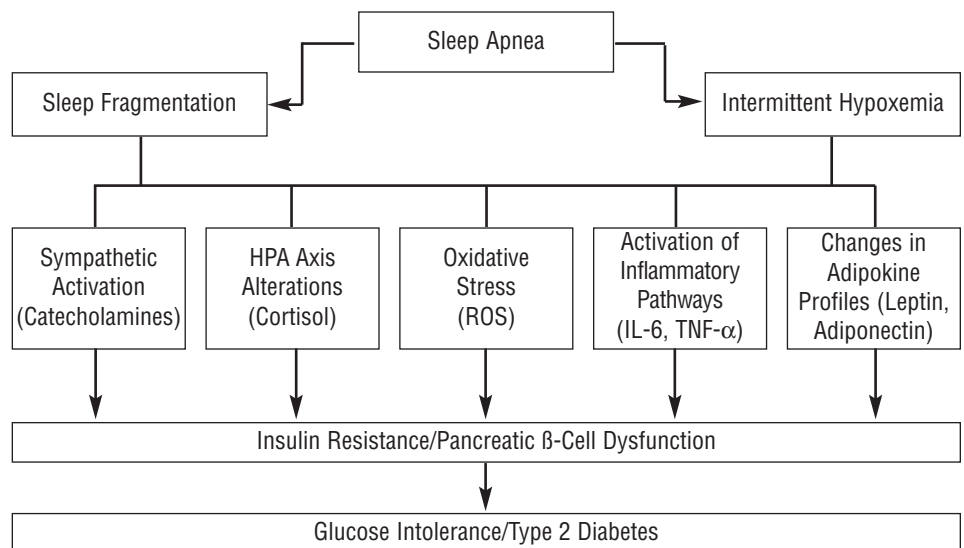 Sleep Apnea
Sleep Fragmentation
Intermittent Hypoxemia
Sympathetic
Activation
(Catecholamines)
HPA Axis
Alterations
(Cortisol)
Oxidative
Stress
(ROS)
Activation of
Inflammatory
Pathways
(IL-6, TNF-α)
Changes in
Adipokine
Profiles (Leptin,
Adiponectin)
Insulin Resistance/Pancreatic ß-Cell Dysfunction
Glucose Intolerance/Type 2 Diabetes